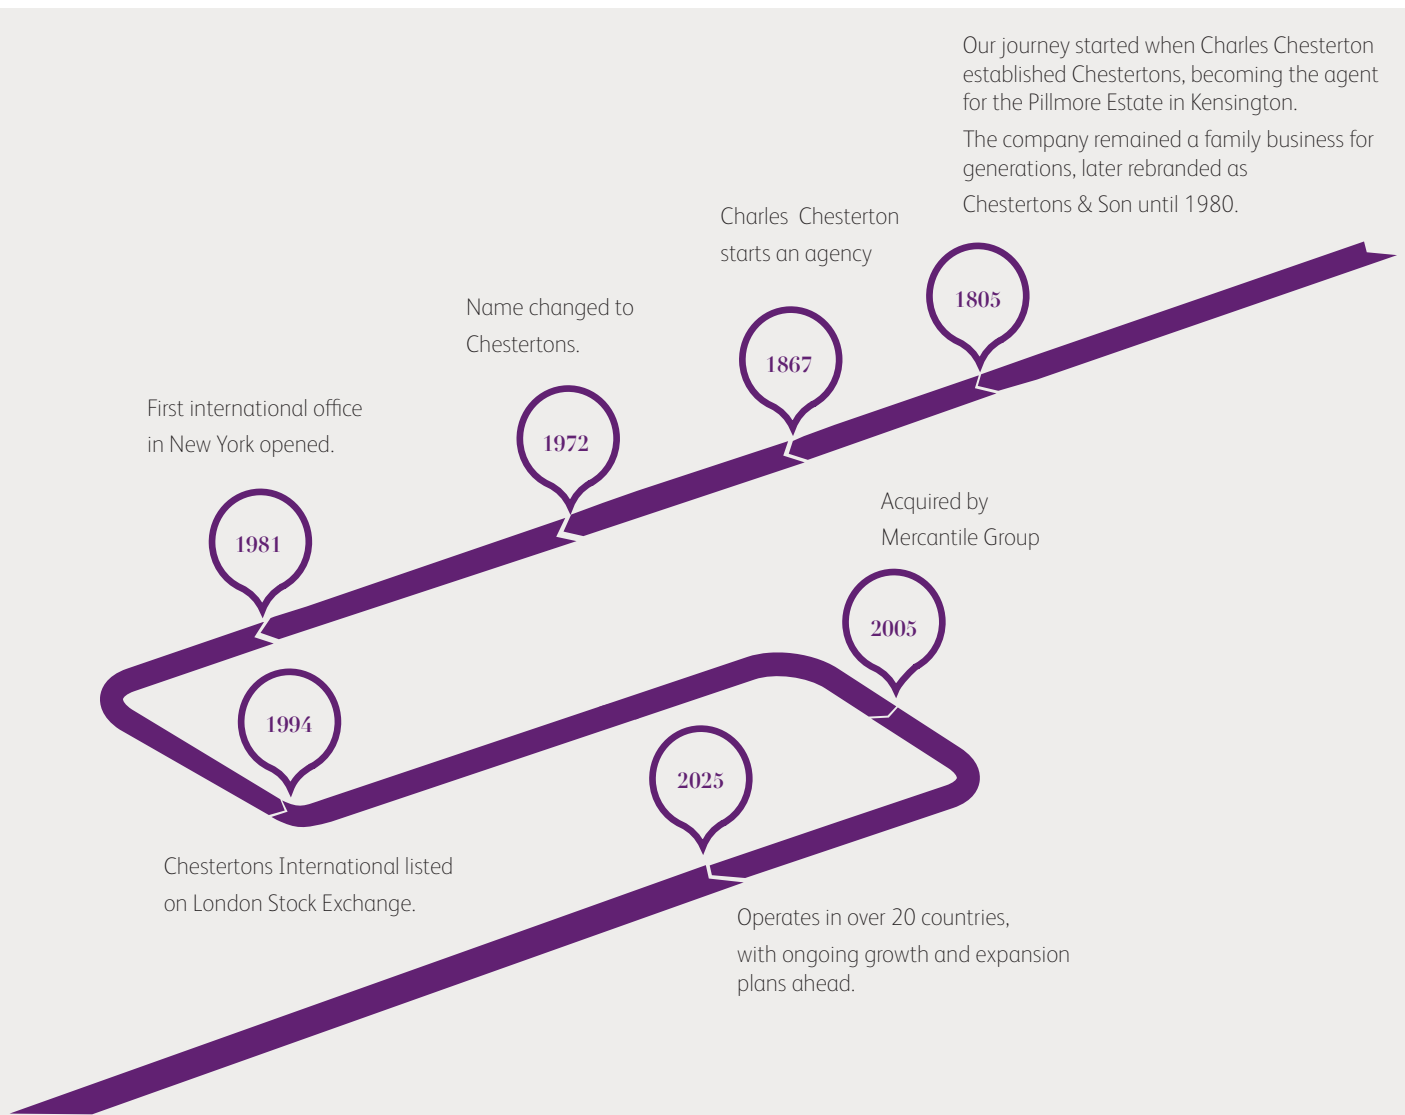 Our journey started when Charles Chesterton
established Chestertons, becoming the agent
for the Pillmore Estate in Kensington.
The company remained a family business for
generations, later rebranded as
Chestertons & Son until 1980.
1805
Charles Chesterton
starts an agency
1867
Name changed to
Chestertons.
1972
First international office
in New York opened.
1981
1994
Chestertons International listed
on London Stock Exchange.
Acquired by
Mercantile Group
2005
2025
Operates in over 20 countries,
with ongoing growth and expansion
plans ahead.